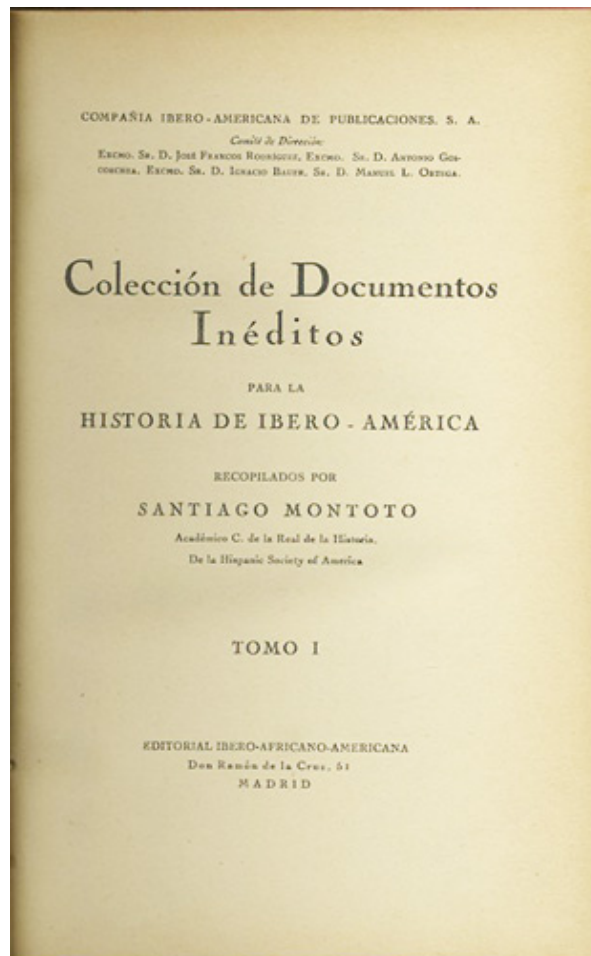 COMPAÑIA IBERO-AMERICANA DE PUBLICACIONES, S. A.
Comité de Dirección:
Excmo. Sr. D. José Francos Rodríguez, Excmo. Sr. D. Antonio Goi-
coechea, Excmo. Sr. D. Ignacio Bauer, Sr. D. Manuel L. Ortega.
Colección de Documentos
Inéditos
PARA LA
HISTORIA DE IBERO-AMÉRICA
RECOPILADOS POR
SANTIAGO MONTOTO
Académico C. de la Real de la Historia.
De la Hispanic Society of America
TOMO I
EDITORIAL IBERO-AFRICANO-AMERICANA
Don Ramón de la Cruz, 51
MADRID